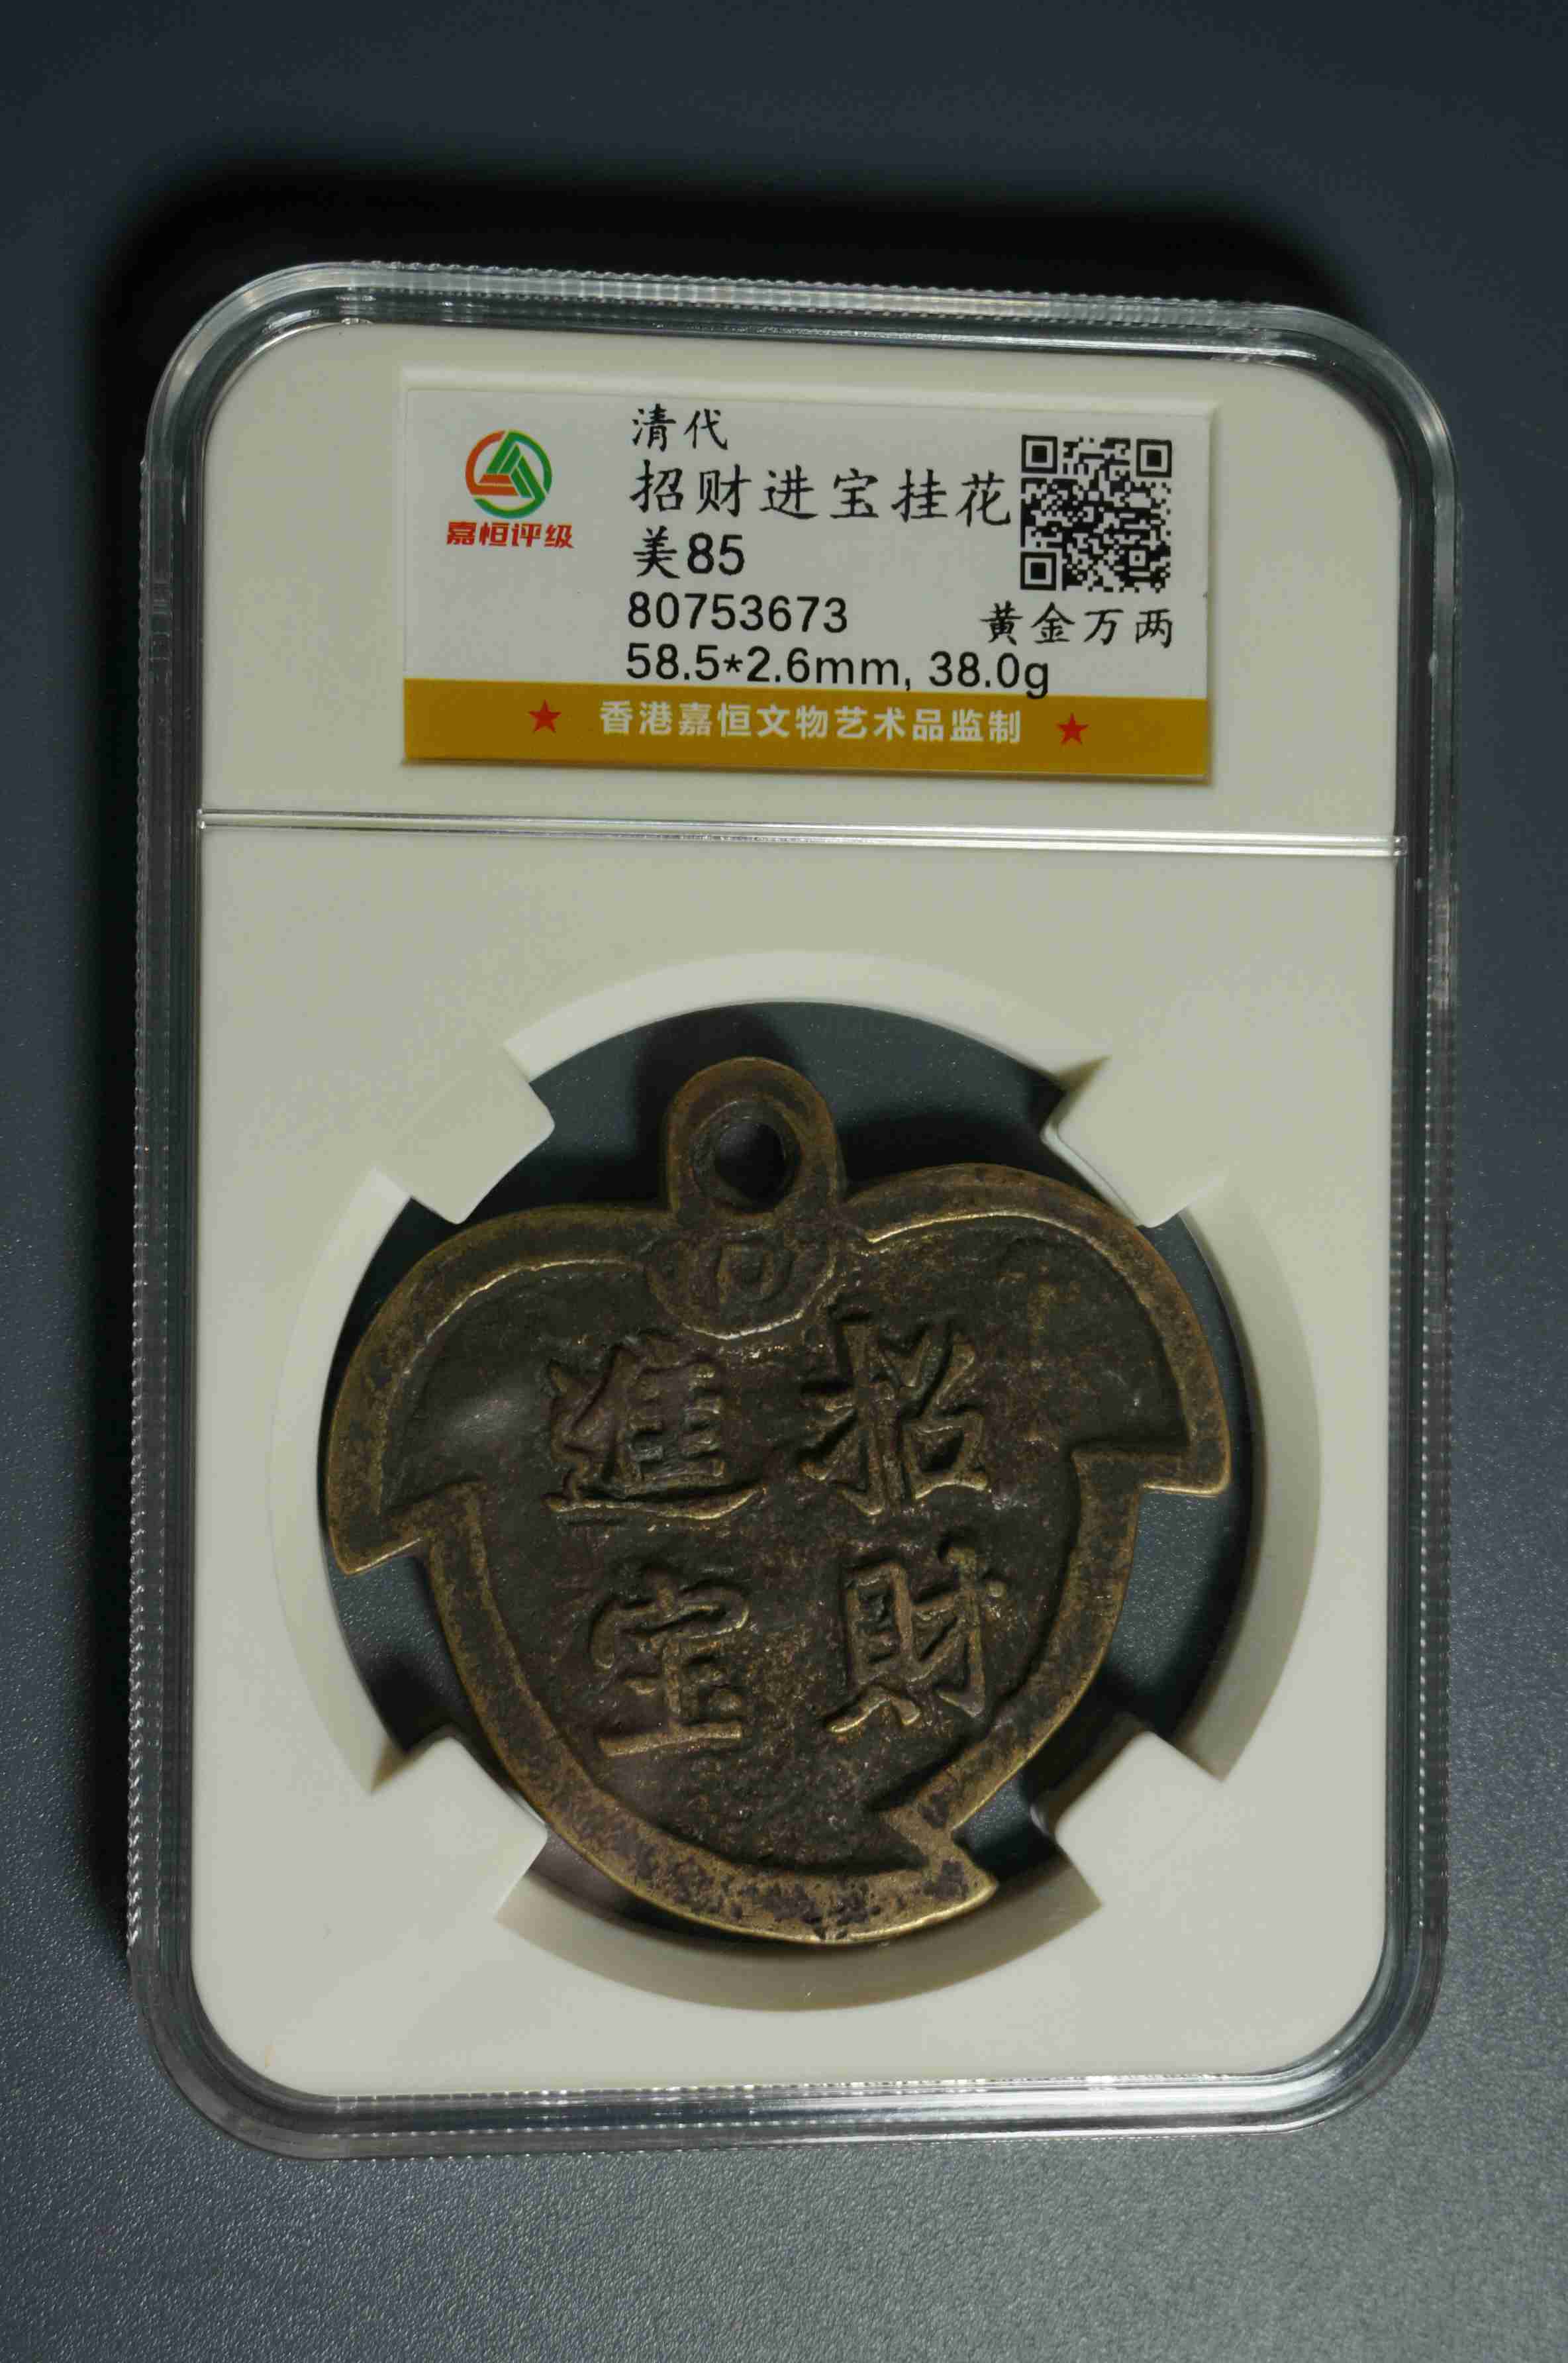 清代
招财进宝挂花
美85
80753673
黄金万两
58.5*2.6mm, 38.0g
嘉恒评级
★ 香港嘉恒文物艺术品监制 ★
招財
進宝